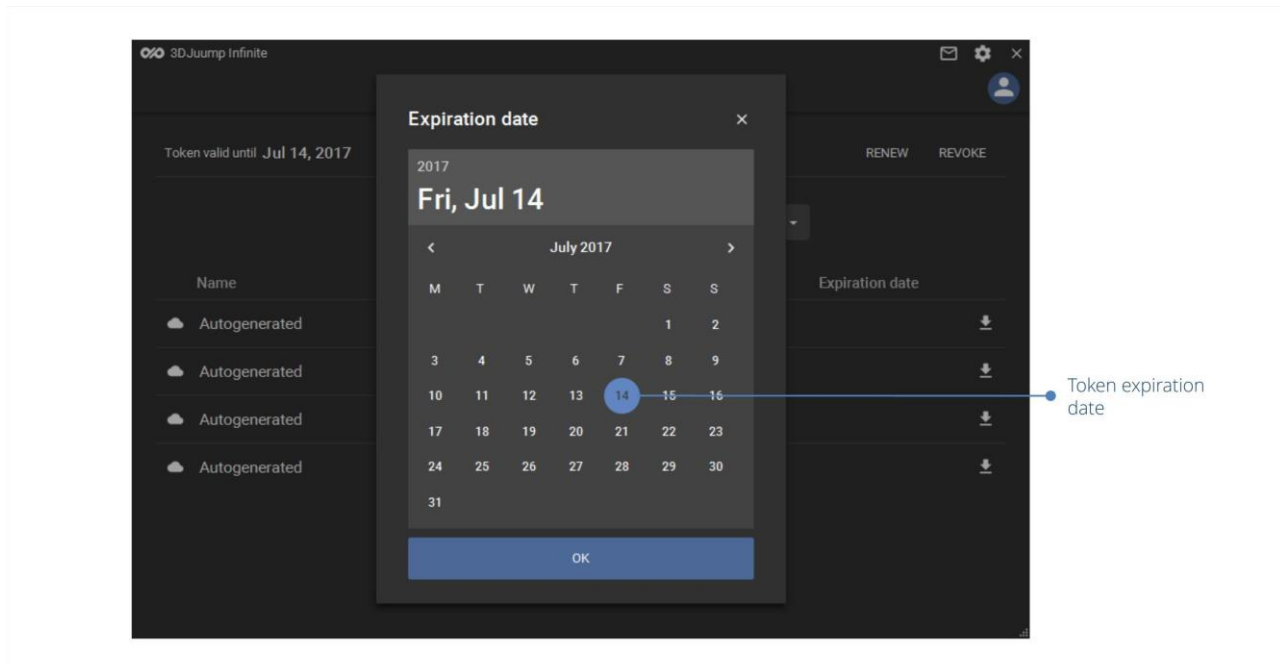 3DJuump Infinite
Token valid until Jul 14, 2017
RENEW REVOKE
Name
Expiration date
Autogenerated
Autogenerated
Autogenerated
Autogenerated
Expiration date
2017
Fri, Jul 14
July 2017
M T W T F S S
1 2
3 4 5 6 7 8 9
10 11 12 13 14 15 16
17 18 19 20 21 22 23
24 25 26 27 28 29 30
31
OK
Token expiration
date